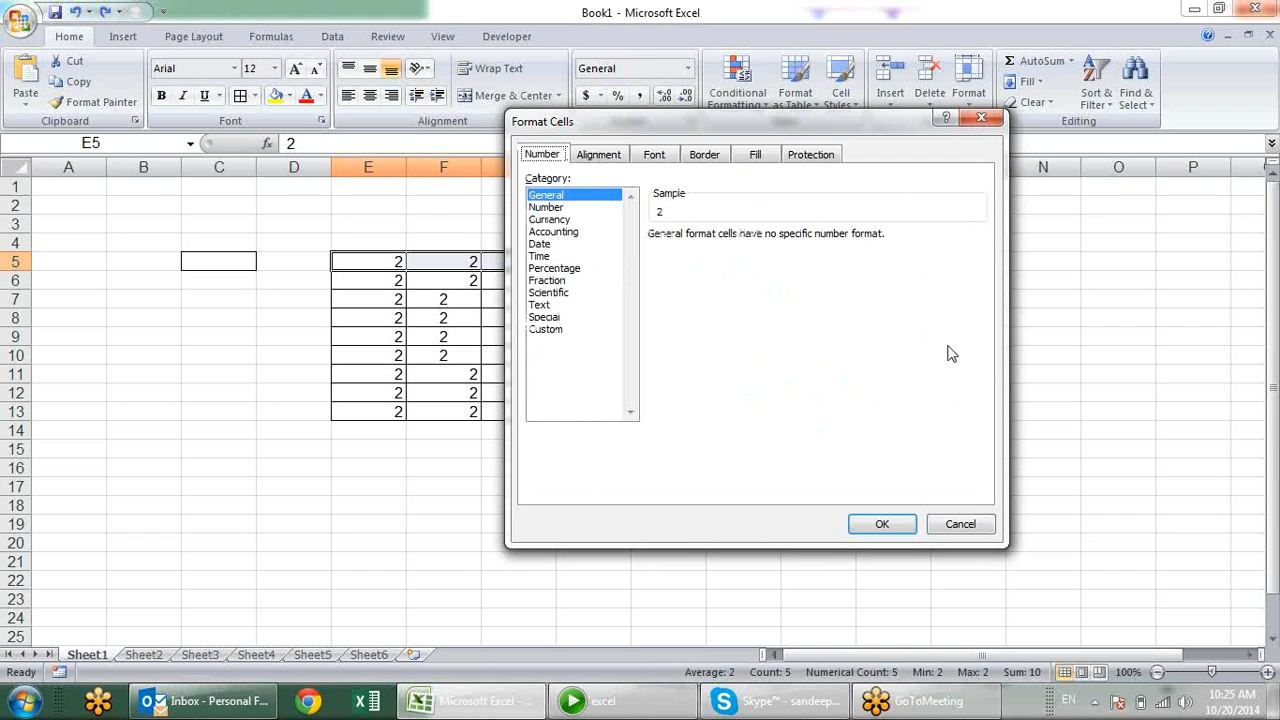 Book1 - Microsoft Excel
Home Insert Page Layout Formulas Data Review View Developer
Paste Cut Arial 12 Wrap Text General Conditional Formatting Format as Table Cell Styles Insert Delete Format AutoSum Sort & Filter Find & Select
Copy Fill
Format Painter B I U Merge & Center $ % , Clear
Clipboard Font Alignment Editing
E5 fx 2
A B C D E F N O P
1
2
3
4
5 2 2
6 2 2
7 2 2
8 2 2
9 2 2
10 2 2
11 2 2
12 2 2
13 2 2
14
15
16
17
18
19
20
21
22
23
24
25
Format Cells
Number Alignment Font Border Fill Protection
Category:
General
Number
Currency
Accounting
Date
Time
Percentage
Fraction
Scientific
Text
Special
Custom
Sample
2
General format cells have no specific number format.
OK Cancel
Sheet1 Sheet2 Sheet3 Sheet4 Sheet5 Sheet6
Ready Average: 2 Count: 5 Numerical Count: 5 Min: 2 Max: 2 Sum: 10 100%
Inbox - Personal F... Microsoft Excel - ... excel Skype™ - sandeep... GoToMeeting EN 10:25 AM
10/20/2014